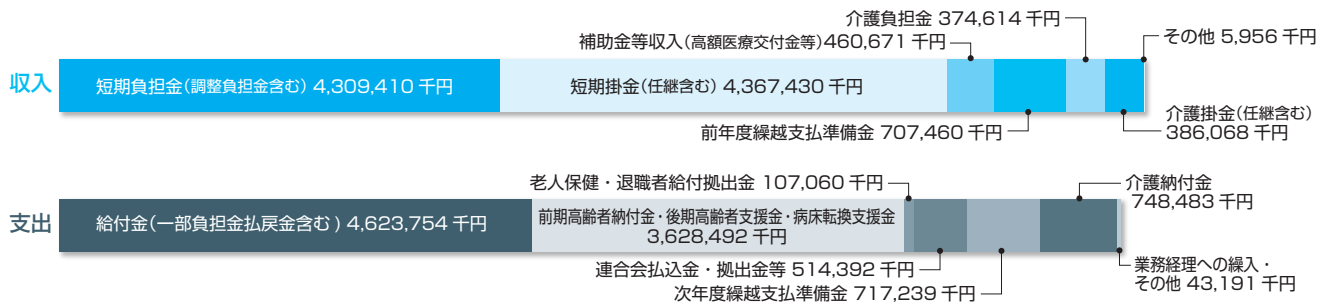 収入
短期負担金(調整負担金含む) 4,309,410 千円
短期掛金(任継含む) 4,367,430 千円
補助金等収入(高額医療交付金等)460,671 千円
前年度繰越支払準備金 707,460 千円
介護負担金 374,614 千円
介護掛金(任継含む)
386,068 千円
その他 5,956 千円
支出
給付金(一部負担金払戻金含む) 4,623,754 千円
前期高齢者納付金・後期高齢者支援金・病床転換支援金
3,628,492 千円
老人保健・退職者給付拠出金 107,060 千円
連合会払込金・拠出金等 514,392 千円
次年度繰越支払準備金 717,239 千円
介護納付金
748,483 千円
業務経理への繰入・
その他 43,191 千円